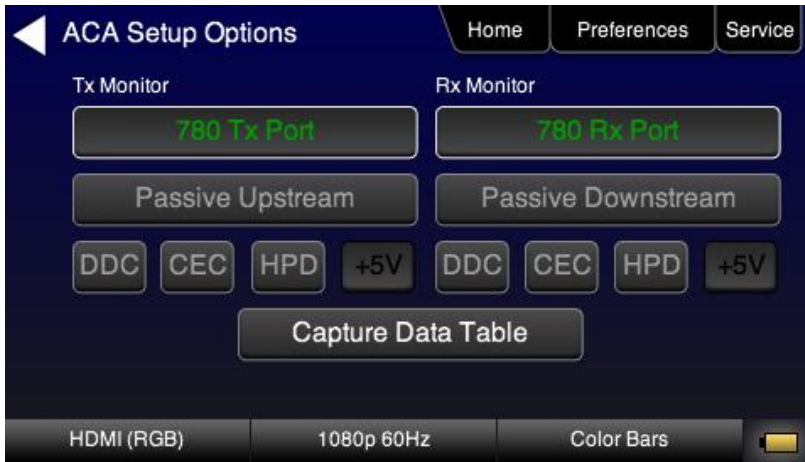 ACA Setup Options
Home
Preferences
Service
Tx Monitor
Rx Monitor
780 Tx Port
780 Rx Port
Passive Upstream
Passive Downstream
DDC
CEC
HPD
+5V
DDC
CEC
HPD
+5V
Capture Data Table
HDMI (RGB)
1080p 60Hz
Color Bars